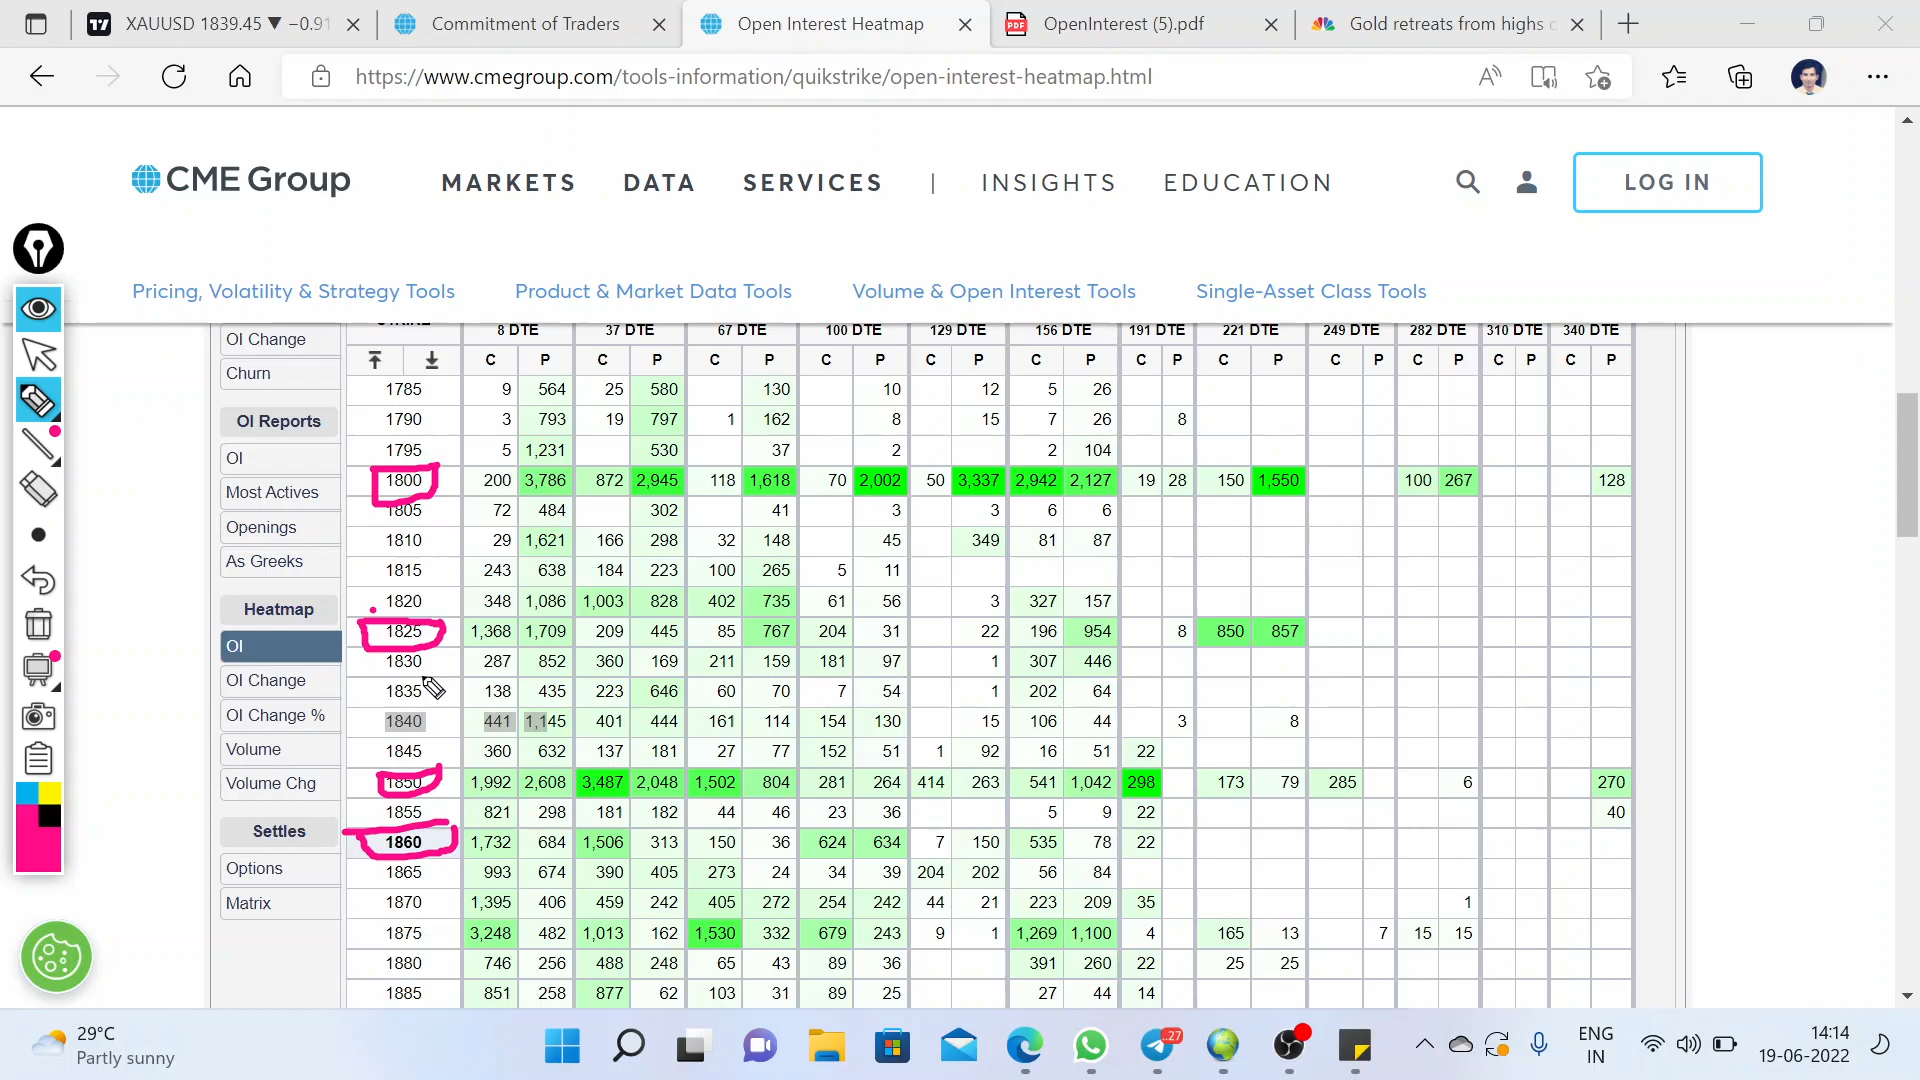 XAUUSD 1839.45 ▼ −0.91
Commitment of Traders
Open Interest Heatmap
PDF OpenInterest (5).pdf
Gold retreats from highs
https://www.cmegroup.com/tools-information/quikstrike/open-interest-heatmap.html
CME Group MARKETS DATA SERVICES | INSIGHTS EDUCATION LOG IN
Pricing, Volatility & Strategy Tools Product & Market Data Tools Volume & Open Interest Tools Single-Asset Class Tools
OI Change
Churn
OI Reports
OI
Most Actives
Openings
As Greeks
Heatmap
OI
OI Change
OI Change %
Volume
Volume Chg
Settles
Options
Matrix
8 DTE 37 DTE 67 DTE 100 DTE 129 DTE 156 DTE 191 DTE 221 DTE 249 DTE 282 DTE 310 DTE 340 DTE
C P C P C P C P C P C P C P C P C P C P C P C P
1785 9 564 25 580 130 10 12 5 26
1790 3 793 19 797 1 162 8 15 7 26 8
1795 5 1,231 530 37 2 2 104
1800 200 3,786 872 2,945 118 1,618 70 2,002 50 3,337 2,942 2,127 19 28 150 1,550 100 267 128
1805 72 484 302 41 3 3 6 6
1810 29 1,621 166 298 32 148 45 349 81 87
1815 243 638 184 223 100 265 5 11
1820 348 1,086 1,003 828 402 735 61 56 3 327 157
1825 1,368 1,709 209 445 85 767 204 31 22 196 954 8 850 857
1830 287 852 360 169 211 159 181 97 1 307 446
1835 138 435 223 646 60 70 7 54 1 202 64
1840 441 1,145 401 444 161 114 154 130 15 106 44 3 8
1845 360 632 137 181 27 77 152 51 1 92 16 51 22
1850 1,992 2,608 3,487 2,048 1,502 804 281 264 414 263 541 1,042 298 173 79 285 6 270
1855 821 298 181 182 44 46 23 36 5 9 22 40
1860 1,732 684 1,506 313 150 36 624 634 7 150 535 78 22
1865 993 674 390 405 273 24 34 39 204 202 56 84
1870 1,395 406 459 242 405 272 254 242 44 21 223 209 35 1
1875 3,248 482 1,013 162 1,530 332 679 243 9 1 1,269 1,100 4 165 13 7 15 15
1880 746 256 488 248 65 43 89 36 391 260 22 25 25
1885 851 258 877 62 103 31 89 25 27 44 14
29°C
Partly sunny
27
ENG
IN
14:14
19-06-2022